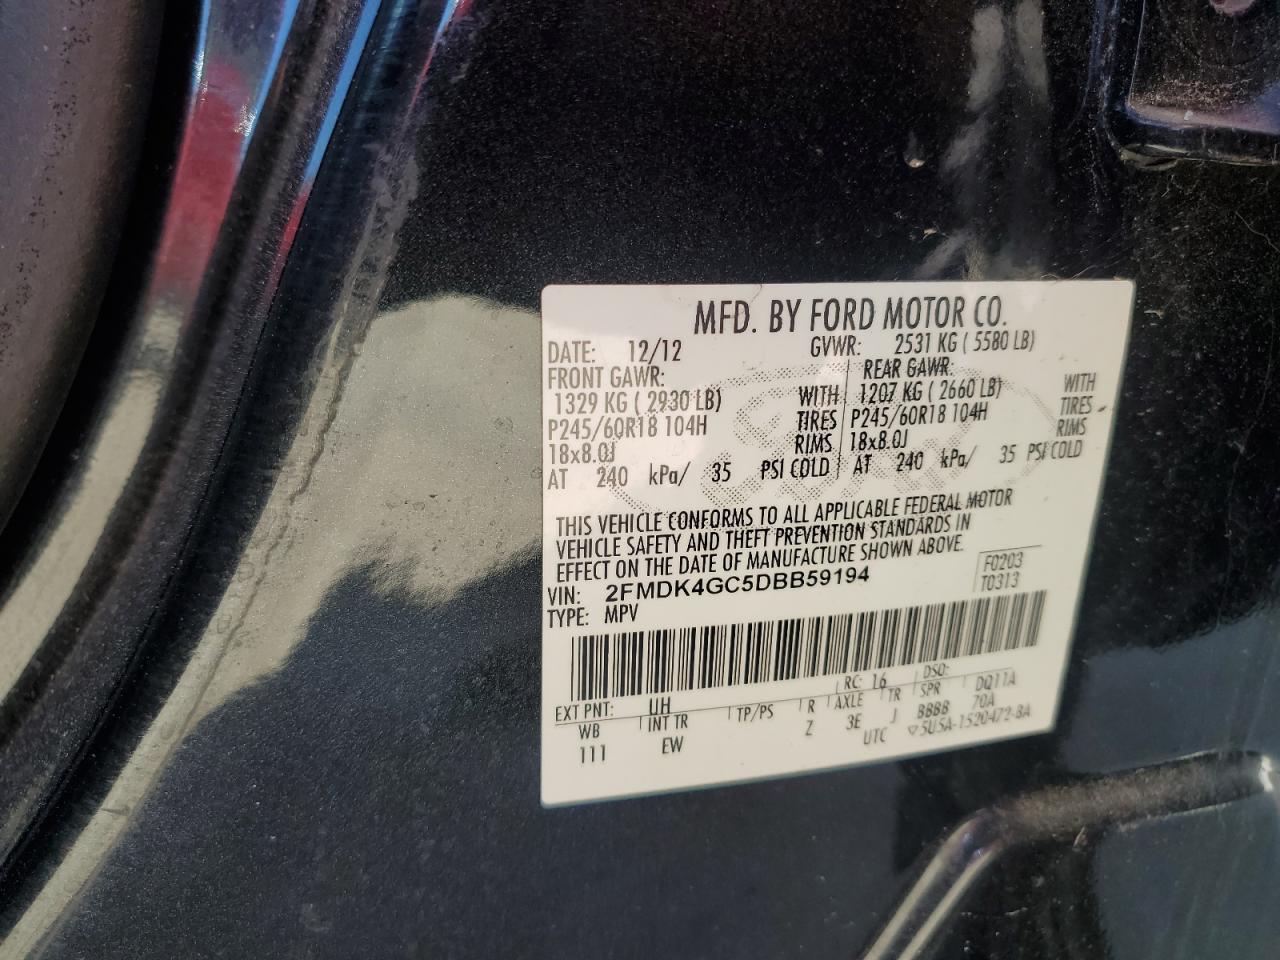 MFD. BY FORD MOTOR CO.
DATE: 12/12 GVWR: 2531 KG ( 5580 LB)
FRONT GAWR: REAR GAWR:
1329 KG ( 2930 LB) WITH 1207 KG ( 2660 LB) WITH
P245/60R18 104H TIRES P245/60R18 104H TIRES
18x8.0J RIMS 18x8.0J RIMS
AT 240 kPa/ 35 PSI COLD AT 240 kPa/ 35 PSI COLD
THIS VEHICLE CONFORMS TO ALL APPLICABLE FEDERAL MOTOR
VEHICLE SAFETY AND THEFT PREVENTION STANDARDS IN
EFFECT ON THE DATE OF MANUFACTURE SHOWN ABOVE.
F0203
VIN: 2FMDK4GC5DBB59194
T0313
TYPE: MPV
EXT PNT: UH RC: 16 DSO:
WB INT TR TP/PS R AXLE TR SPR DQ11A
111 EW Z 3E J BBBB 70A
UTC ▽5U5A-1520472-BA